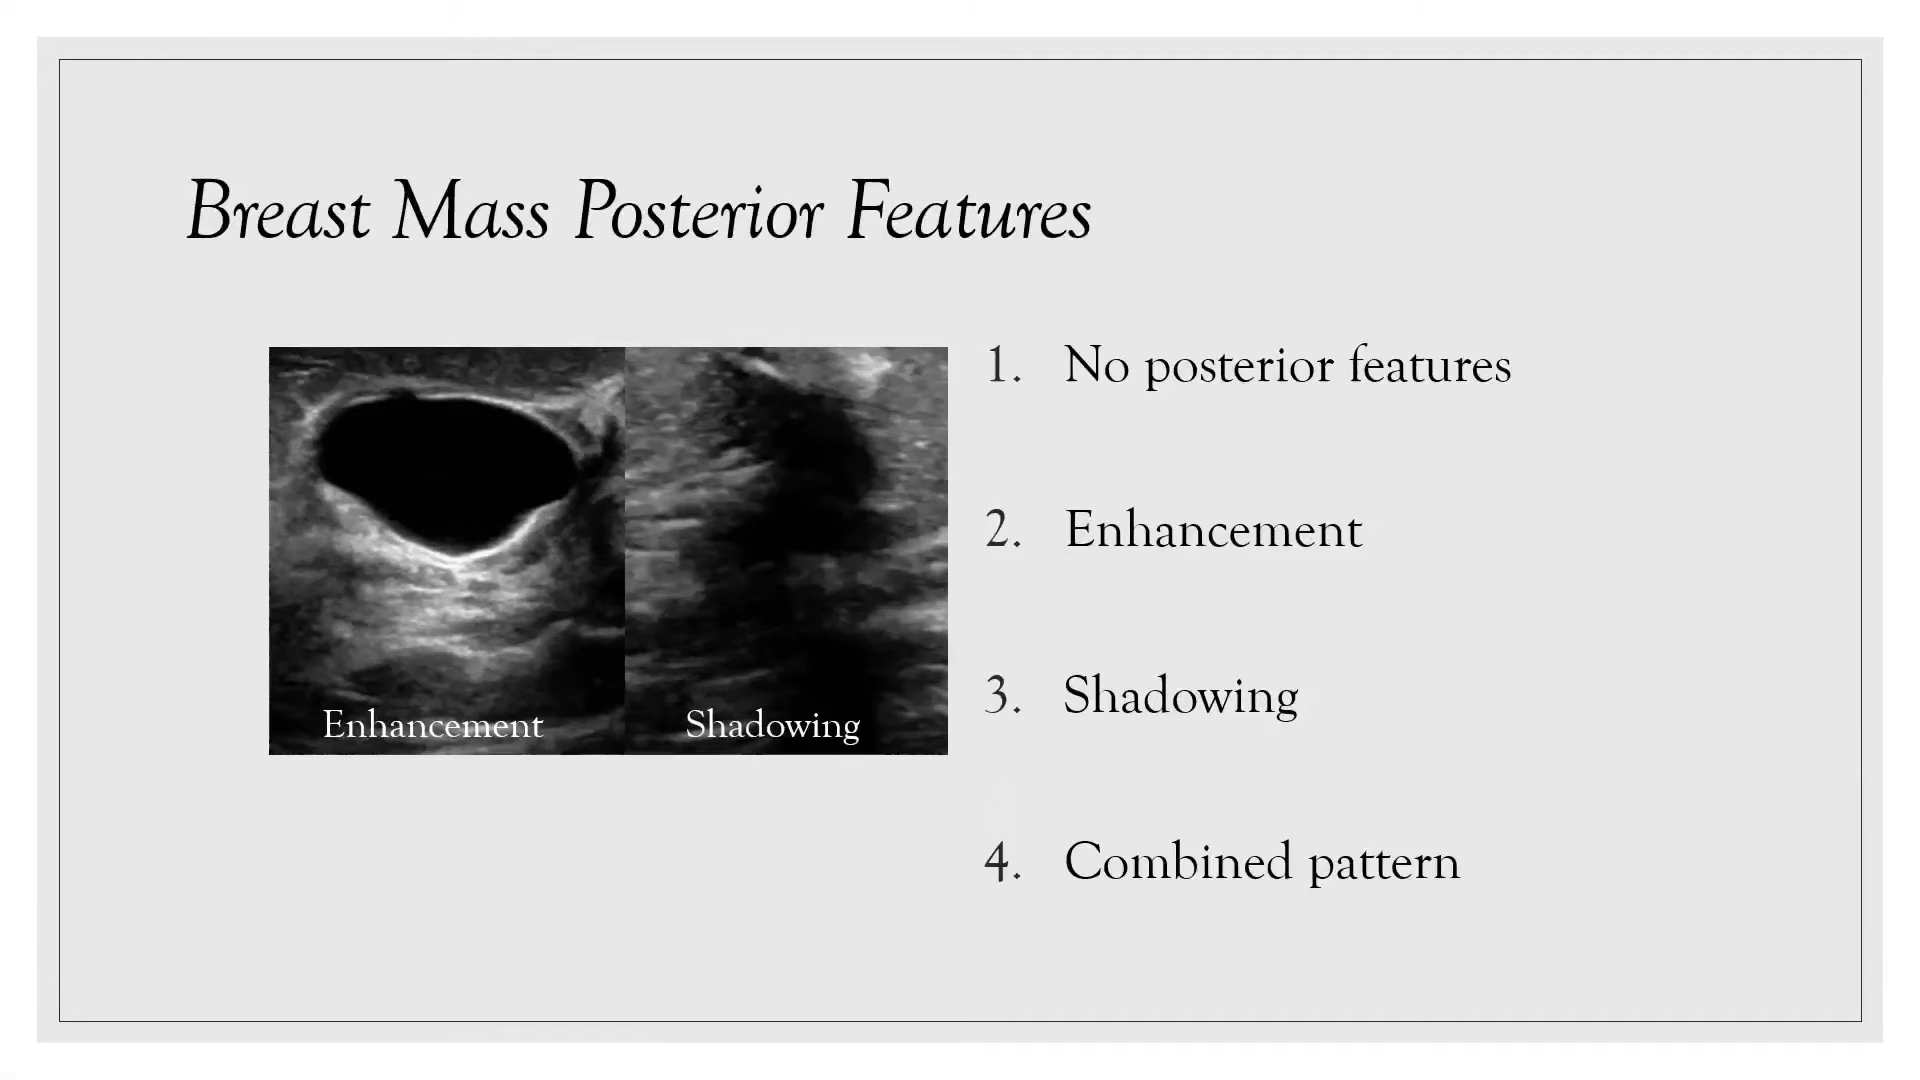 Breast Mass Posterior Features
Enhancement
Shadowing
1. No posterior features
2. Enhancement
3. Shadowing
4. Combined pattern